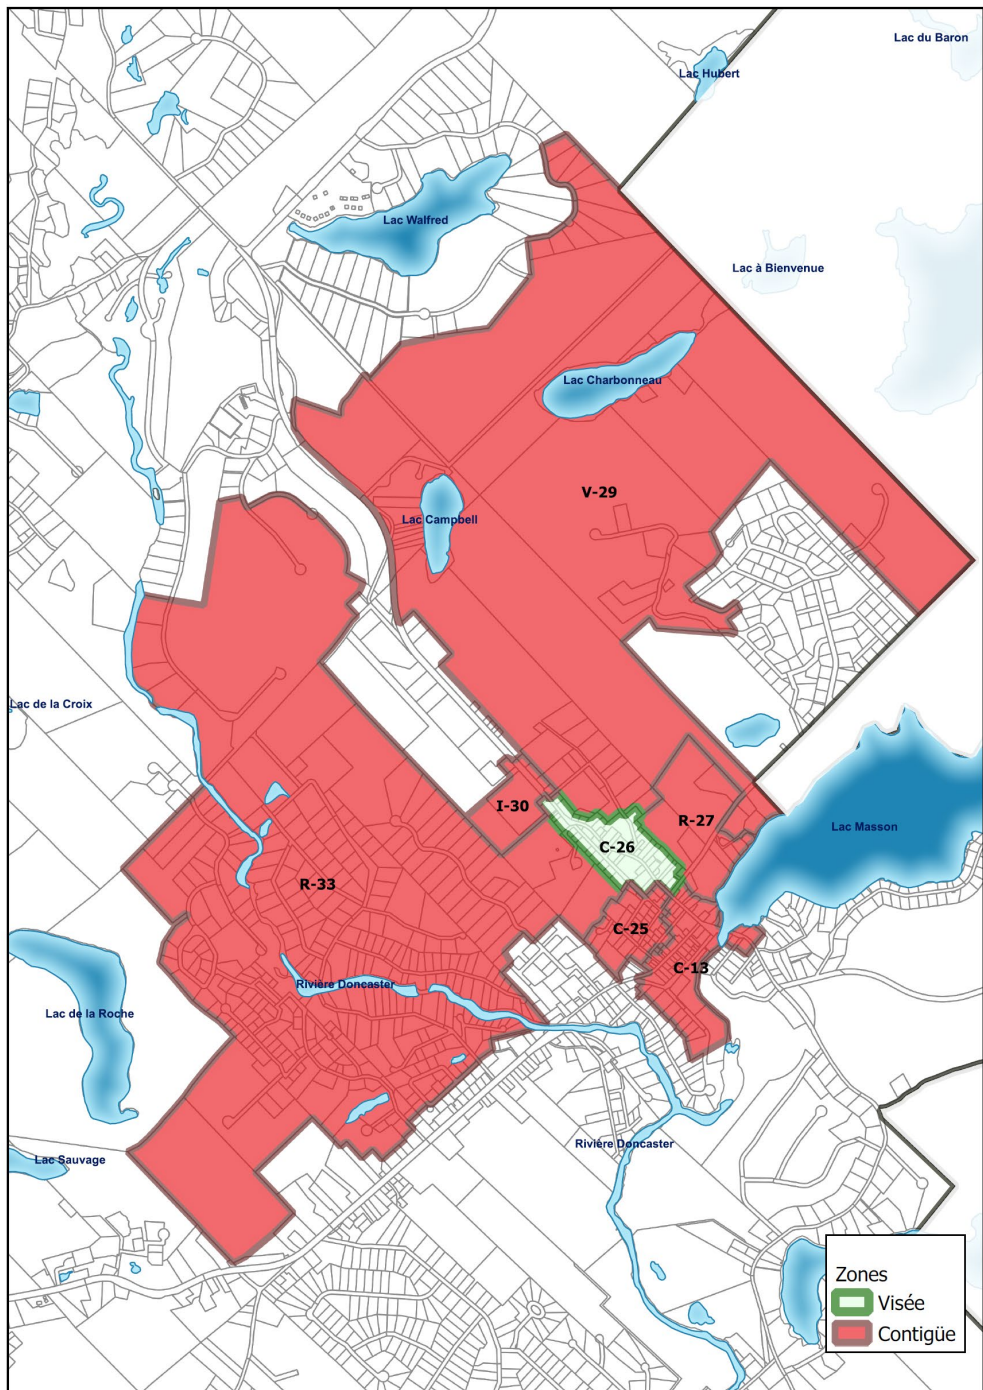 Lac du Baron
Lac Hubert
Lac Walfred
Lac à Bienvenue
Lac Charbonneau
V-29
Lac Campbell
Lac de la Croix
I-30
R-27
Lac Masson
C-26
R-33
C-25
C-13
Rivière Doncaster
Lac de la Roche
Riviére Doncaster
Lac Sauvage
Zones
Visée
Contigüe